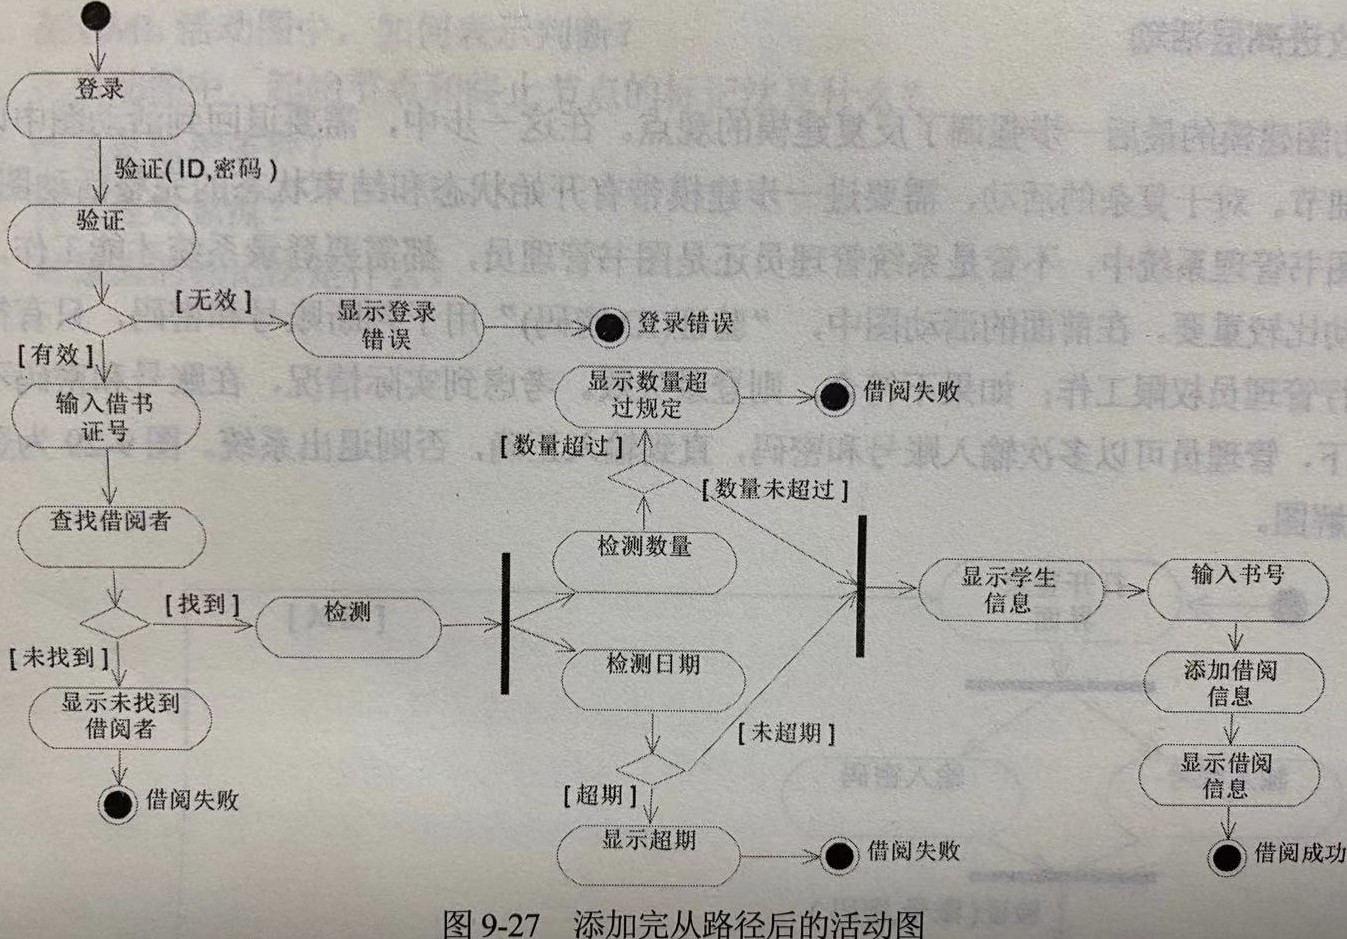 登录
验证(ID,密码)
验证
[无效]
显示登录
错误
登录错误
[有效]
输入借书
证号
显示数量超
过规定
借阅失败
[数量超过]
[数量未超过]
查找借阅者
检测数量
[找到]
检测
显示学生
信息
输入书号
[未找到]
检测日期
添加借阅
信息
显示未找到
借阅者
[未超期]
显示借阅
信息
借阅失败
[超期]
显示超期
借阅失败
借阅成功
图 9-27 添加完从路径后的活动图